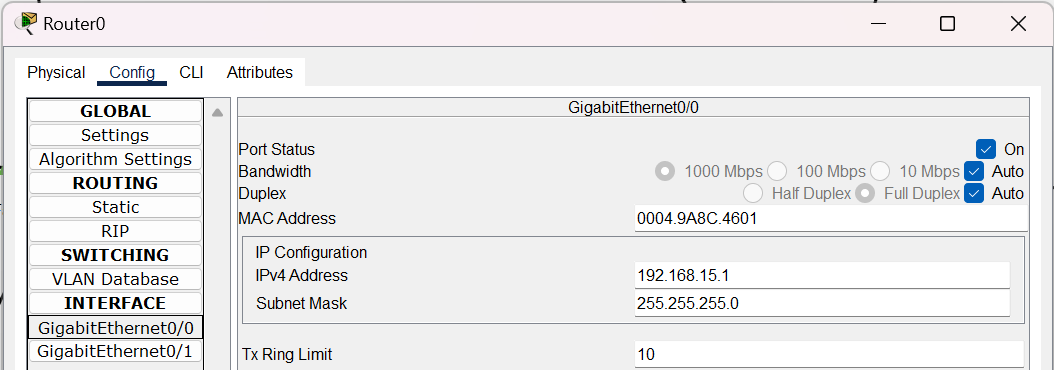 Router0
Physical Config CLI Attributes
GLOBAL
Settings
Algorithm Settings
ROUTING
Static
RIP
SWITCHING
VLAN Database
INTERFACE
GigabitEthernet0/0
GigabitEthernet0/1
GigabitEthernet0/0
Port Status On
Bandwidth 1000 Mbps 100 Mbps 10 Mbps Auto
Duplex Half Duplex Full Duplex Auto
MAC Address 0004.9A8C.4601
IP Configuration
IPv4 Address 192.168.15.1
Subnet Mask 255.255.255.0
Tx Ring Limit 10